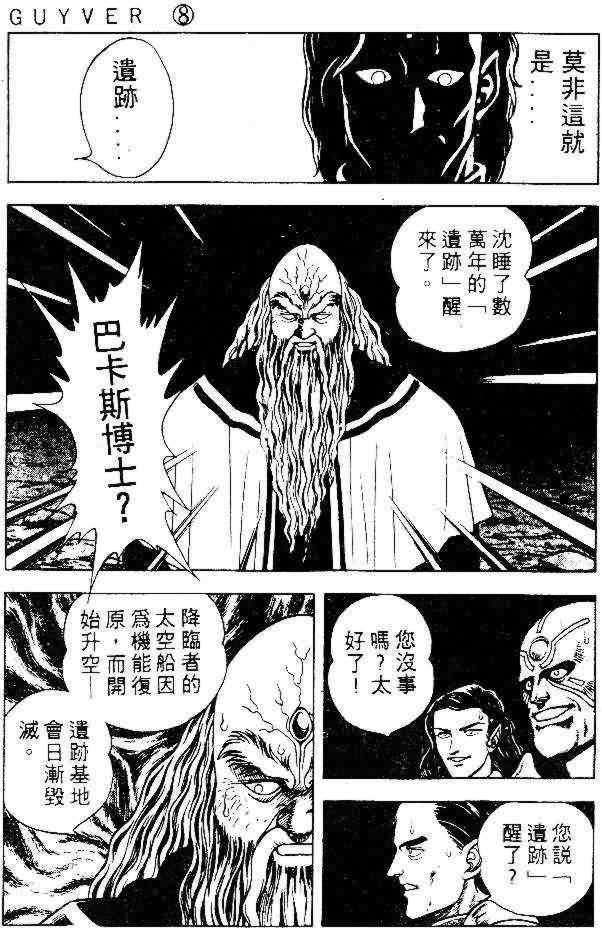 GUYVER ⑧
莫非這就
是‥‥
遺跡‥‥
沈睡了數
萬年的「
遺跡」醒
來了。
巴卡斯博士？
您沒事
嗎？太
好了！
降臨者的
太空船因
為機能復
原，而開
始升空—
遺跡基地
會日漸毀
滅。
您說「
遺跡」
醒了？